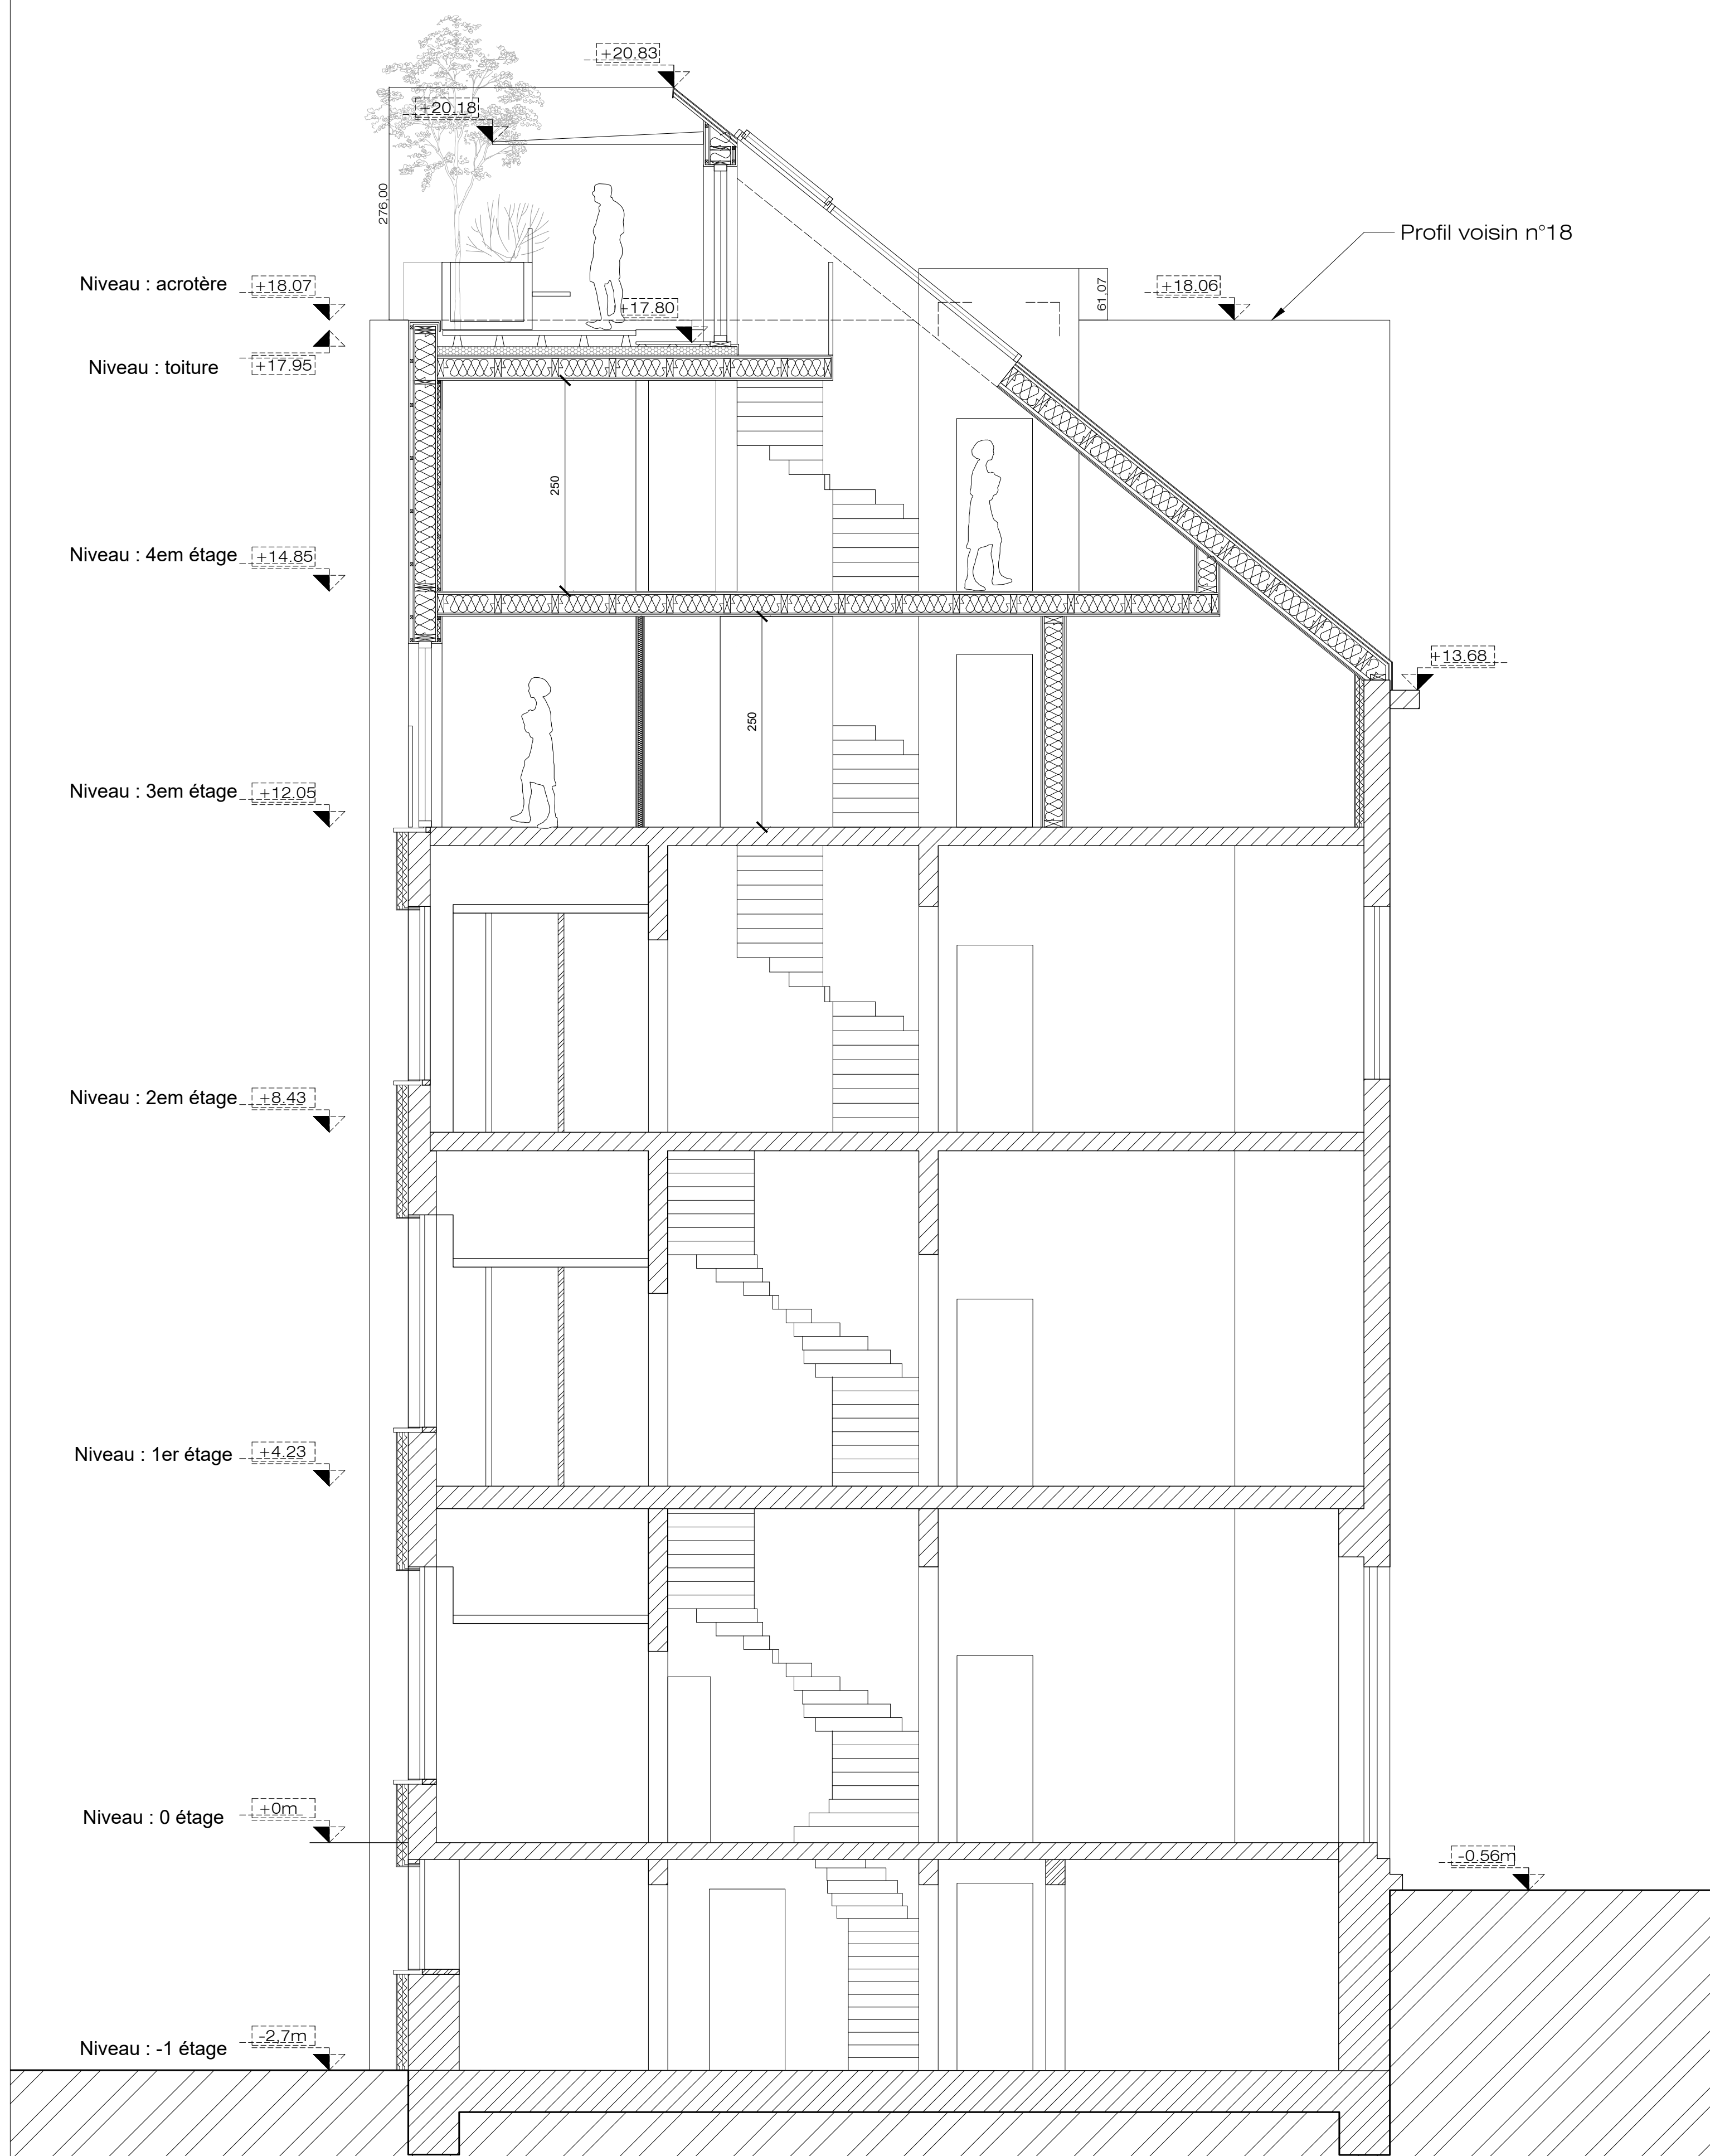 +20.83
+20.18
276,00
Profil voisin n°18
Niveau : acrotère +18.07
61,07
+18.06
+17.80
Niveau : toiture +17.95
250
Niveau : 4em étage +14.85
+13.68
250
Niveau : 3em étage +12.05
Niveau : 2em étage +8.43
Niveau : 1er étage +4.23
Niveau : 0 étage +0m
-0.56m
Niveau : -1 étage -2,7m